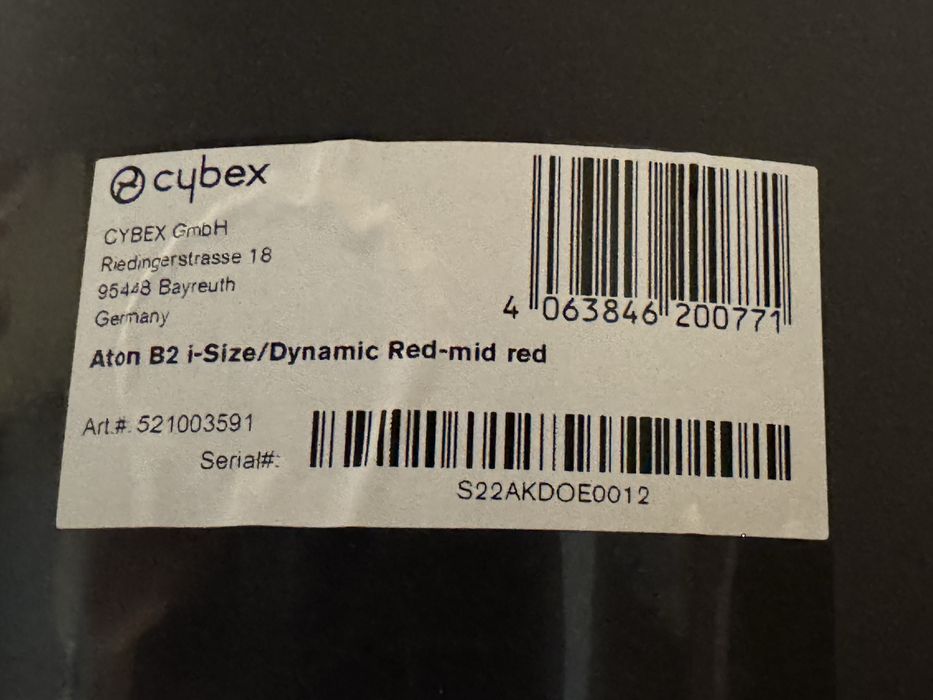 cybex
CYBEX GmbH
Riedingerstrasse 18
95448 Bayreuth
Germany
4 063846 200771
Aton B2 i-Size/Dynamic Red-mid red
Art.#: 521003591
Serial#:
S22AKDOE0012